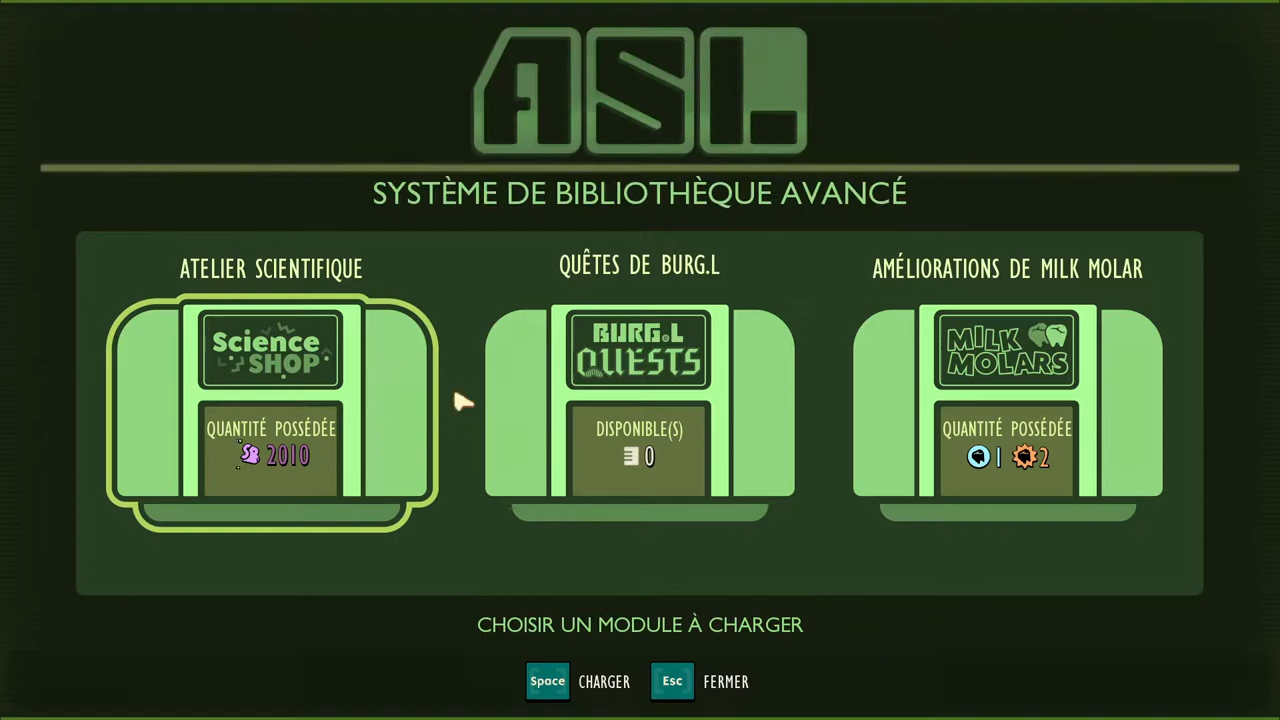 ASL
SYSTÈME DE BIBLIOTHÈQUE AVANCÉ
ATELIER SCIENTIFIQUE
Science
SHOP
QUANTITÉ POSSÉDÉE
2010
QUÊTES DE BURG.L
BURG.L
QUESTS
DISPONIBLE(S)
0
AMÉLIORATIONS DE MILK MOLAR
MILK
MOLARS
QUANTITÉ POSSÉDÉE
1 2
CHOISIR UN MODULE À CHARGER
Space CHARGER Esc FERMER